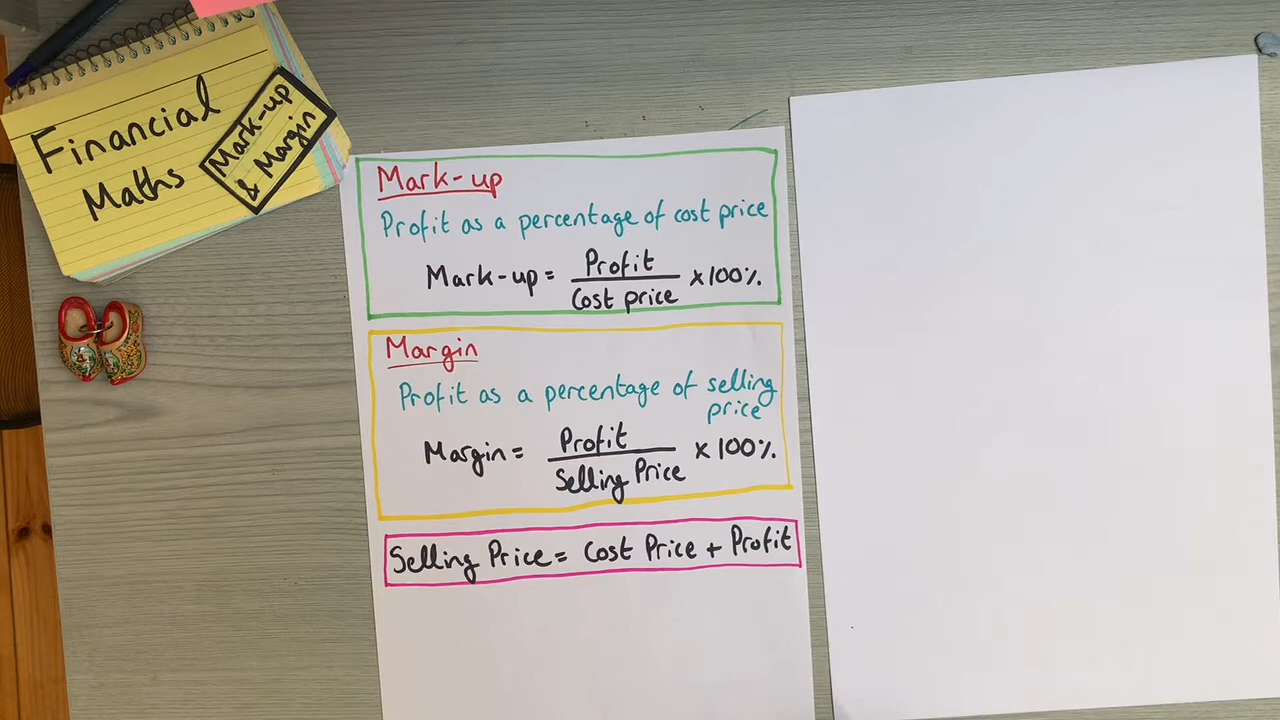 Financial
Maths
Mark-up
& Margin
Mark-up
Profit as a percentage of cost price
Mark-up = Profit / Cost price × 100%
Margin
Profit as a percentage of selling
price
Margin = Profit / Selling Price × 100%
Selling Price = Cost Price + Profit